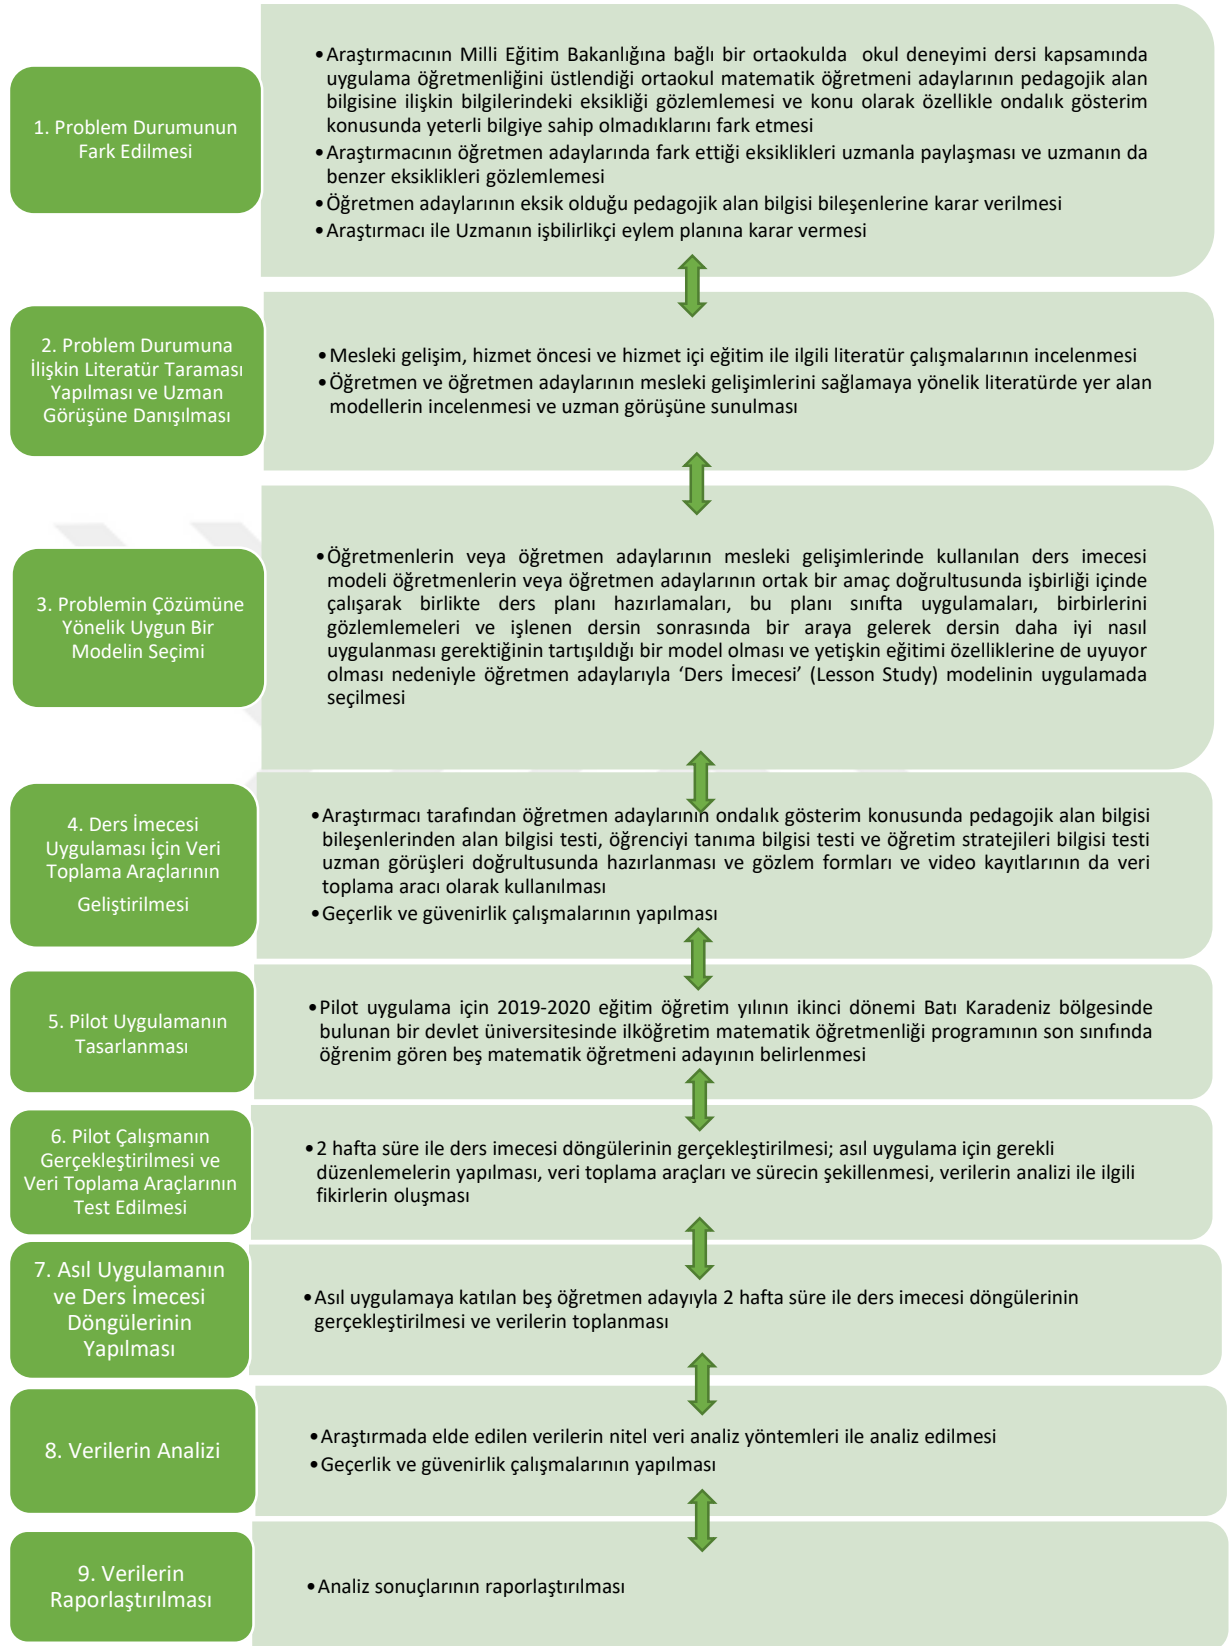 1. Problem Durumunun
Fark Edilmesi
•Araştırmacının Milli Eğitim Bakanlığına bağlı bir ortaokulda okul deneyimi dersi kapsamında
uygulama öğretmenliğini üstlendiği ortaokul matematik öğretmeni adaylarının pedagojik alan
bilgisine ilişkin bilgilerindeki eksikliği gözlemlemesi ve konu olarak özellikle ondalık gösterim
konusunda yeterli bilgiye sahip olmadıklarını fark etmesi
•Araştırmacının öğretmen adaylarında fark ettiği eksiklikleri uzmanla paylaşması ve uzmanın da
benzer eksiklikleri gözlemlemesi
•Öğretmen adaylarının eksik olduğu pedagojik alan bilgisi bileşenlerine karar verilmesi
•Araştırmacı ile Uzmanın işbilirlikçi eylem planına karar vermesi
2. Problem Durumuna
İlişkin Literatür Taraması
Yapılması ve Uzman
Görüşüne Danışılması
•Mesleki gelişim, hizmet öncesi ve hizmet içi eğitim ile ilgili literatür çalışmalarının incelenmesi
•Öğretmen ve öğretmen adaylarının mesleki gelişimlerini sağlamaya yönelik literatürde yer alan
modellerin incelenmesi ve uzman görüşüne sunulması
3. Problemin Çözümüne
Yönelik Uygun Bir
Modelin Seçimi
•Öğretmenlerin veya öğretmen adaylarının mesleki gelişimlerinde kullanılan ders imecesi
modeli öğretmenlerin veya öğretmen adaylarının ortak bir amaç doğrultusunda işbirliği içinde
çalışarak birlikte ders planı hazırlamaları, bu planı sınıfta uygulamaları, birbirlerini
gözlemlemeleri ve işlenen dersin sonrasında bir araya gelerek dersin daha iyi nasıl
uygulanması gerektiğinin tartışıldığı bir model olması ve yetişkin eğitimi özelliklerine de uyuyor
olması nedeniyle öğretmen adaylarıyla ‘Ders İmecesi’ (Lesson Study) modelinin uygulamada
seçilmesi
4. Ders İmecesi
Uygulaması İçin Veri
Toplama Araçlarının
Geliştirilmesi
•Araştırmacı tarafından öğretmen adaylarının ondalık gösterim konusunda pedagojik alan bilgisi
bileşenlerinden alan bilgisi testi, öğrenciyi tanıma bilgisi testi ve öğretim stratejileri bilgisi testi
uzman görüşleri doğrultusunda hazırlanması ve gözlem formları ve video kayıtlarının da veri
toplama aracı olarak kullanılması
•Geçerlik ve güvenirlik çalışmalarının yapılması
5. Pilot Uygulamanın
Tasarlanması
•Pilot uygulama için 2019-2020 eğitim öğretim yılının ikinci dönemi Batı Karadeniz bölgesinde
bulunan bir devlet üniversitesinde ilköğretim matematik öğretmenliği programının son sınıfında
öğrenim gören beş matematik öğretmeni adayının belirlenmesi
6. Pilot Çalışmanın
Gerçekleştirilmesi ve
Veri Toplama Araçlarının
Test Edilmesi
•2 hafta süre ile ders imecesi döngülerinin gerçekleştirilmesi; asıl uygulama için gerekli
düzenlemelerin yapılması, veri toplama araçları ve sürecin şekillenmesi, verilerin analizi ile ilgili
fikirlerin oluşması
7. Asıl Uygulamanın
ve Ders İmecesi
Döngülerinin
Yapılması
•Asıl uygulamaya katılan beş öğretmen adayıyla 2 hafta süre ile ders imecesi döngülerinin
gerçekleştirilmesi ve verilerin toplanması
8. Verilerin Analizi
•Araştırmada elde edilen verilerin nitel veri analiz yöntemleri ile analiz edilmesi
•Geçerlik ve güvenirlik çalışmalarının yapılması
9. Verilerin
Raporlaştırılması
•Analiz sonuçlarının raporlaştırılması